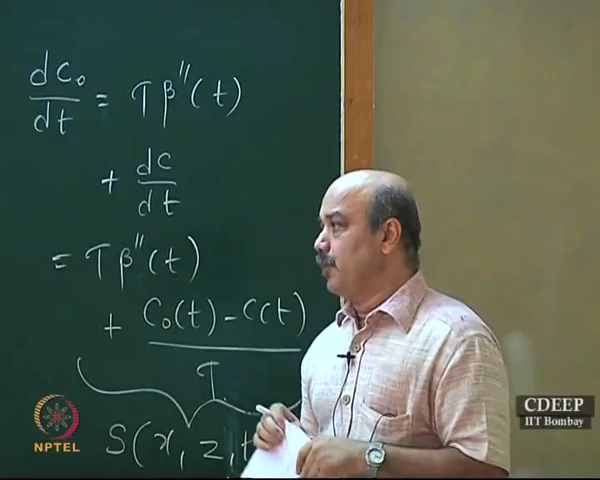 dC₀/dt = τβ''(t)
+ dc/dt
= τβ''(t)
+ (C₀(t) - C(t))/τ
S(x, z, t
NPTEL
CDEEP
IIT Bombay